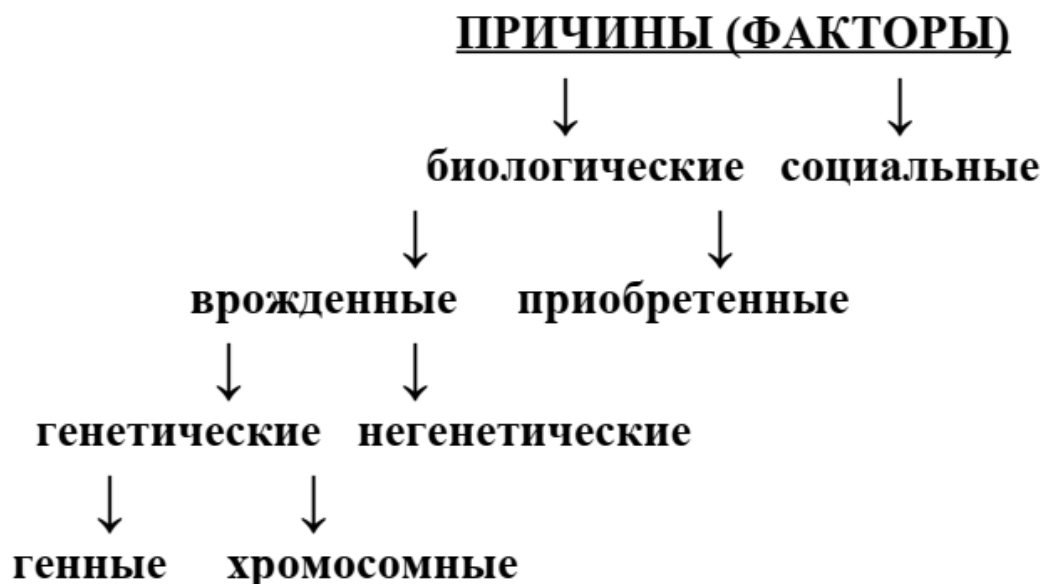 ПРИЧИНЫ (ФАКТОРЫ)
биологические социальные
врожденные приобретенные
генетические негенетические
генные хромосомные